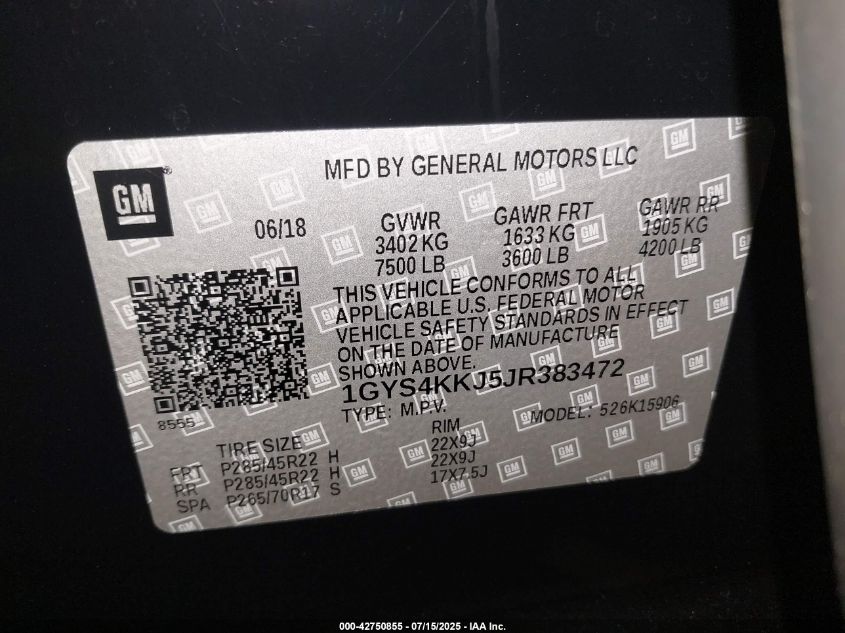 MFD BY GENERAL MOTORS LLC
GM
06/18
GVWR
3402 KG
7500 LB
GAWR FRT
1633 KG
3600 LB
GAWR RR
1905 KG
4200 LB
THIS VEHICLE CONFORMS TO ALL
APPLICABLE U.S. FEDERAL MOTOR
VEHICLE SAFETY STANDARDS IN EFFECT
ON THE DATE OF MANUFACTURE
SHOWN ABOVE.
1GYS4KKJ5JR383472
8555
TYPE: M.P.V.
MODEL: 526K15906
TIRE SIZE RIM
FRT P285/45R22 H 22X9J
RR P285/45R22 H 22X9J
SPA P265/70R17 S 17X7.5J
000-42750855 - 07/15/2025 - IAA Inc.